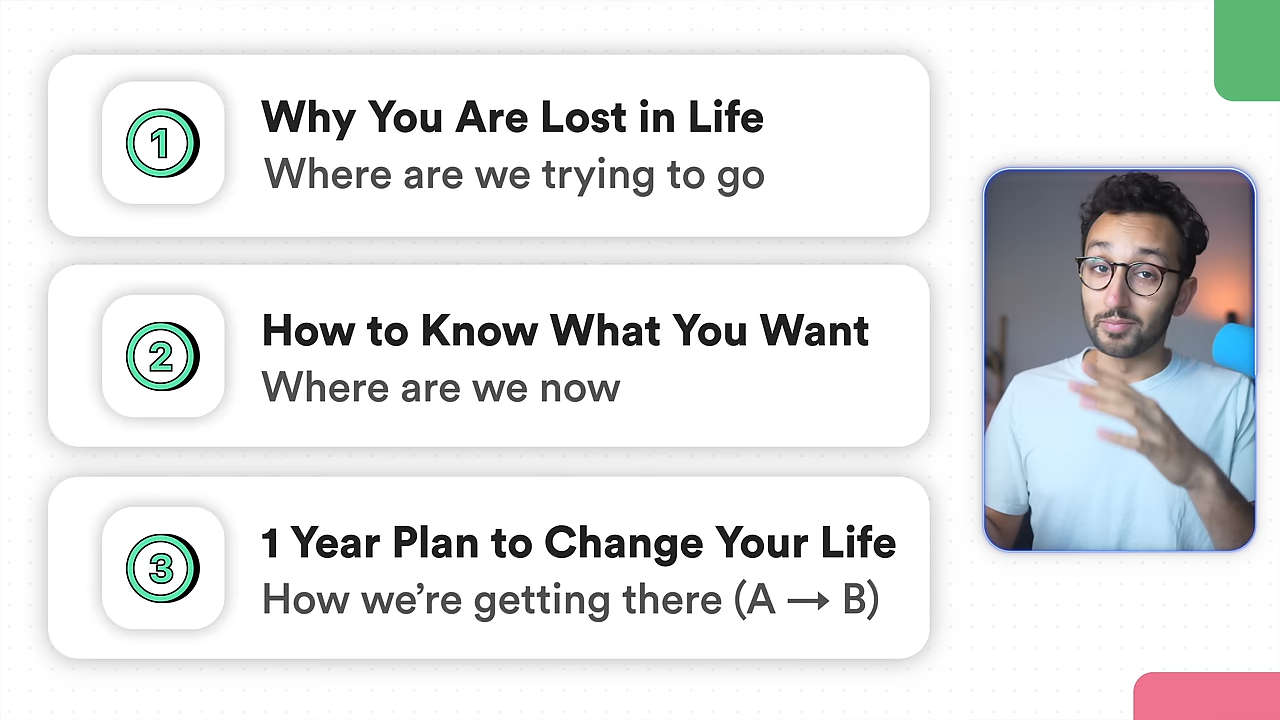 1
Why You Are Lost in Life
Where are we trying to go
2
How to Know What You Want
Where are we now
3
1 Year Plan to Change Your Life
How we’re getting there (A → B)